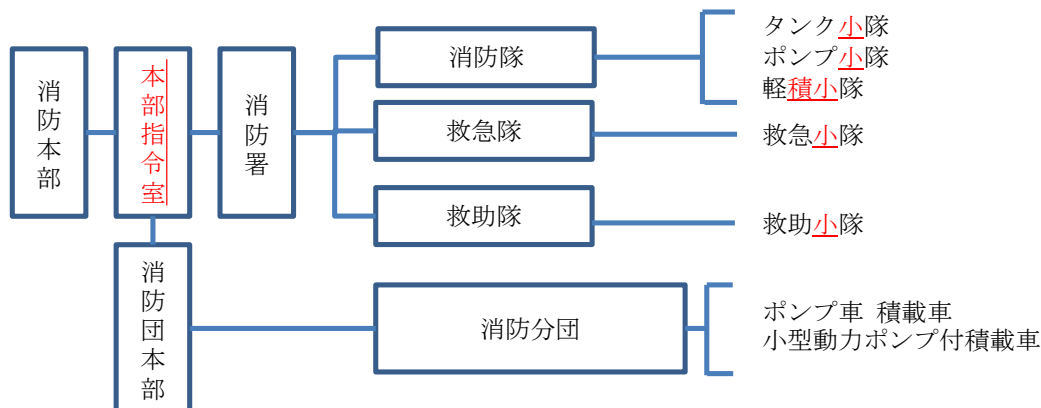 消防本部
本部指令室
消防署
消防隊
タンク小隊
ポンプ小隊
軽積小隊
救急隊
救急小隊
救助隊
救助小隊
消防団本部
消防分団
ポンプ車 積載車
小型動力ポンプ付積載車